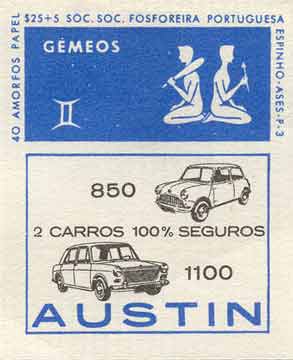 40 AMORFOS PAPEL
$25+5 SOC. SOC. FOSFOREIRA PORTUGUESA
ESPINHO-ASES-P.3
GÉMEOS
850
2 CARROS 100% SEGUROS
1100
AUSTIN